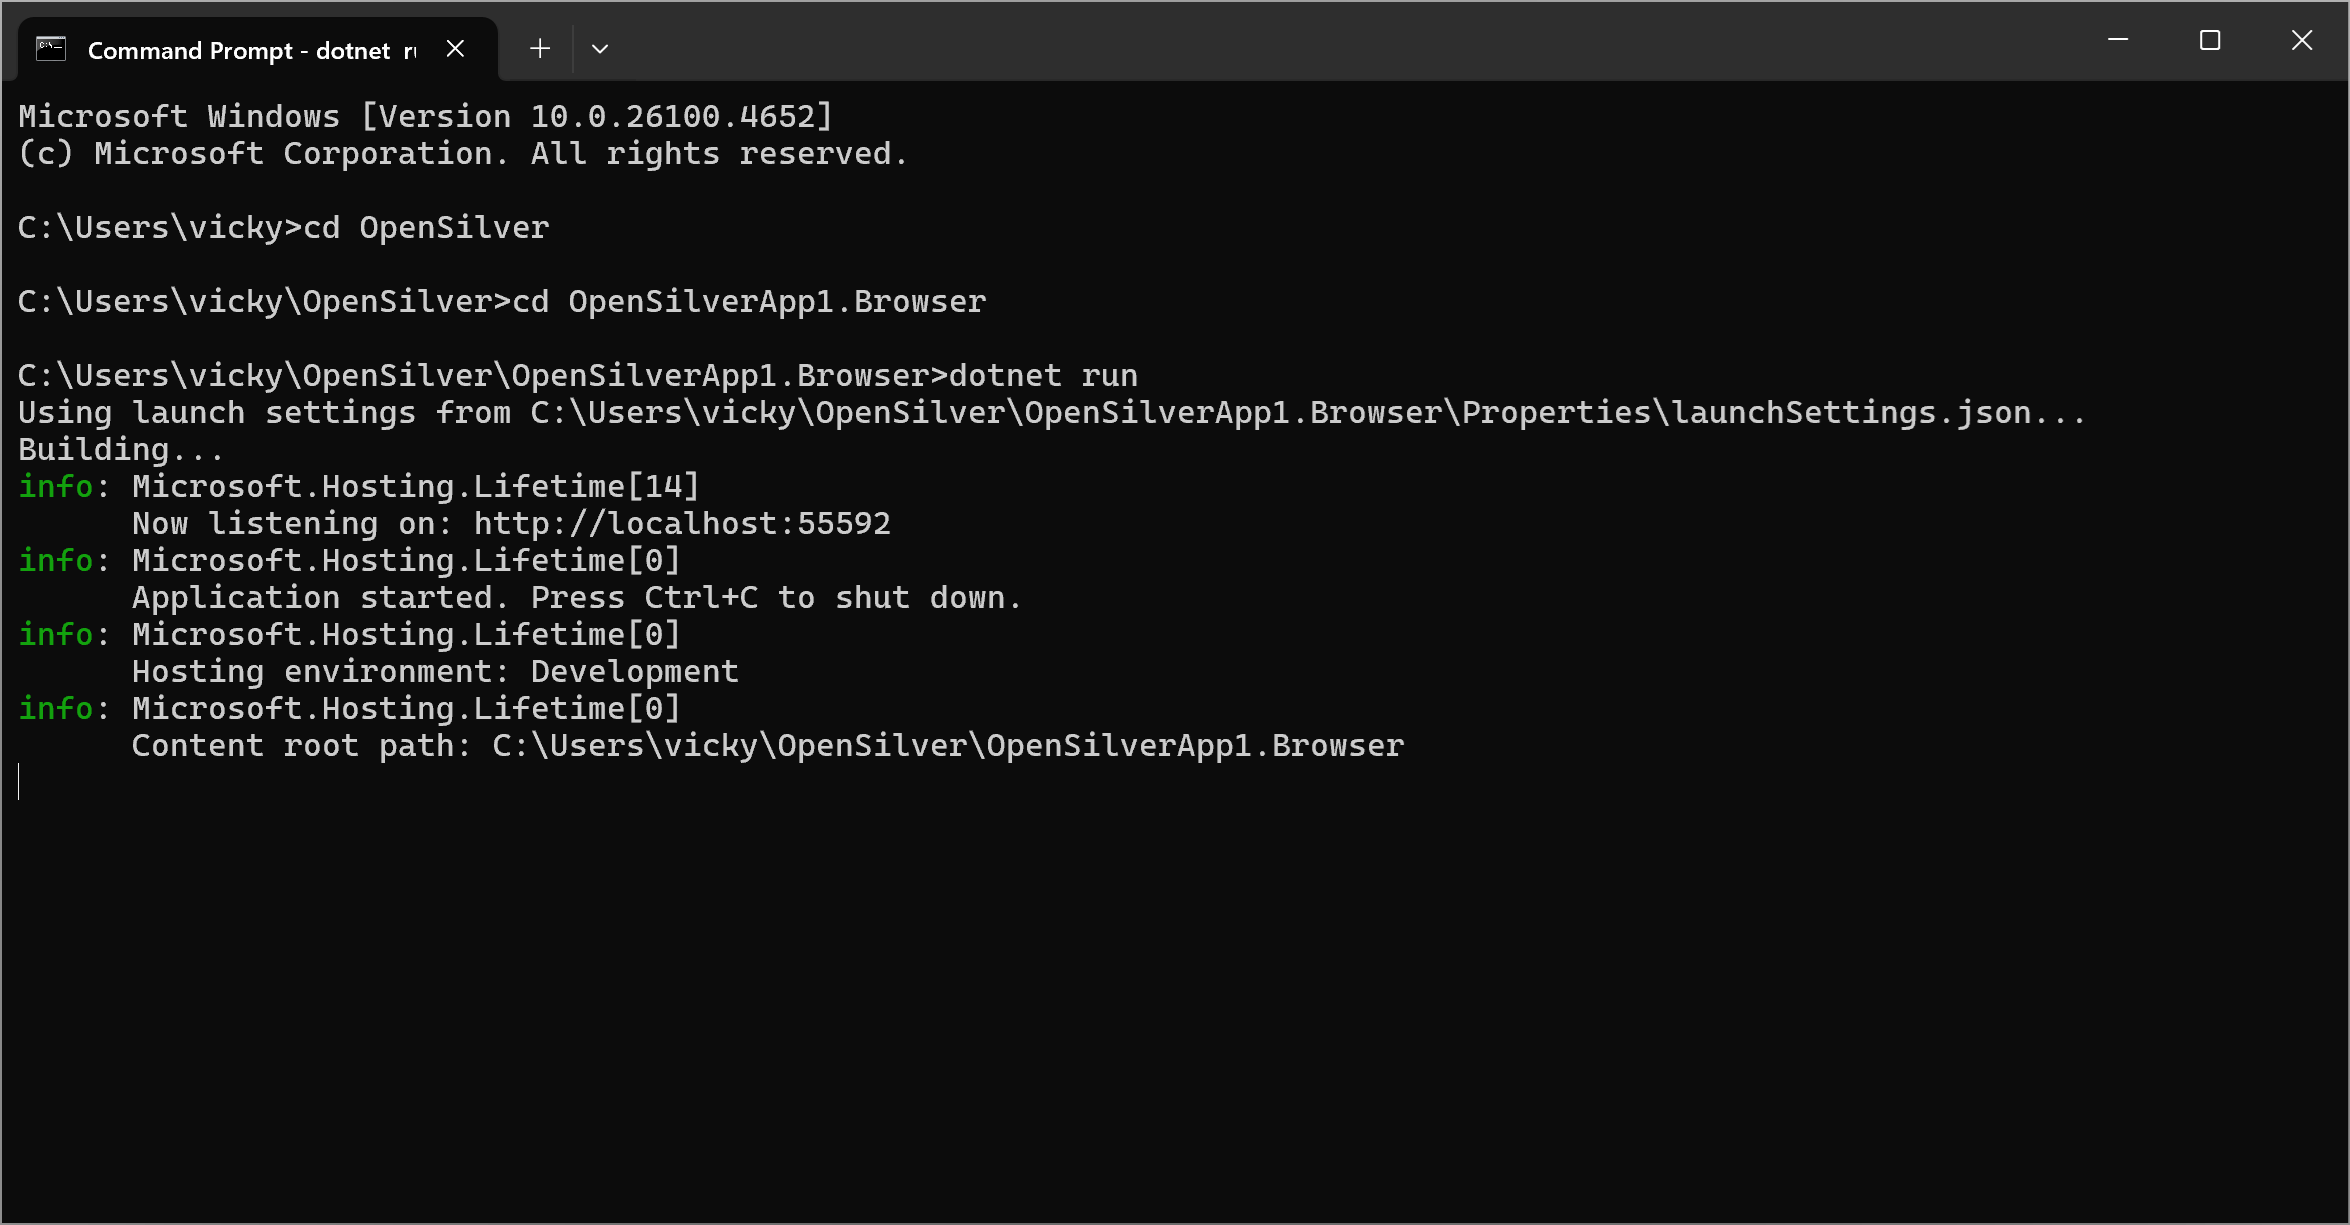 Command Prompt - dotnet
Microsoft Windows [Version 10.0.26100.4652]
(c) Microsoft Corporation. All rights reserved.
C:\Users\vicky>cd OpenSilver
C:\Users\vicky\OpenSilver>cd OpenSilverApp1.Browser
C:\Users\vicky\OpenSilver\OpenSilverApp1.Browser>dotnet run
Using launch settings from C:\Users\vicky\OpenSilver\OpenSilverApp1.Browser\Properties\launchSettings.json...
Building...
info: Microsoft.Hosting.Lifetime[14]
Now listening on: http://localhost:55592
info: Microsoft.Hosting.Lifetime[0]
Application started. Press Ctrl+C to shut down.
info: Microsoft.Hosting.Lifetime[0]
Hosting environment: Development
info: Microsoft.Hosting.Lifetime[0]
Content root path: C:\Users\vicky\OpenSilver\OpenSilverApp1.Browser